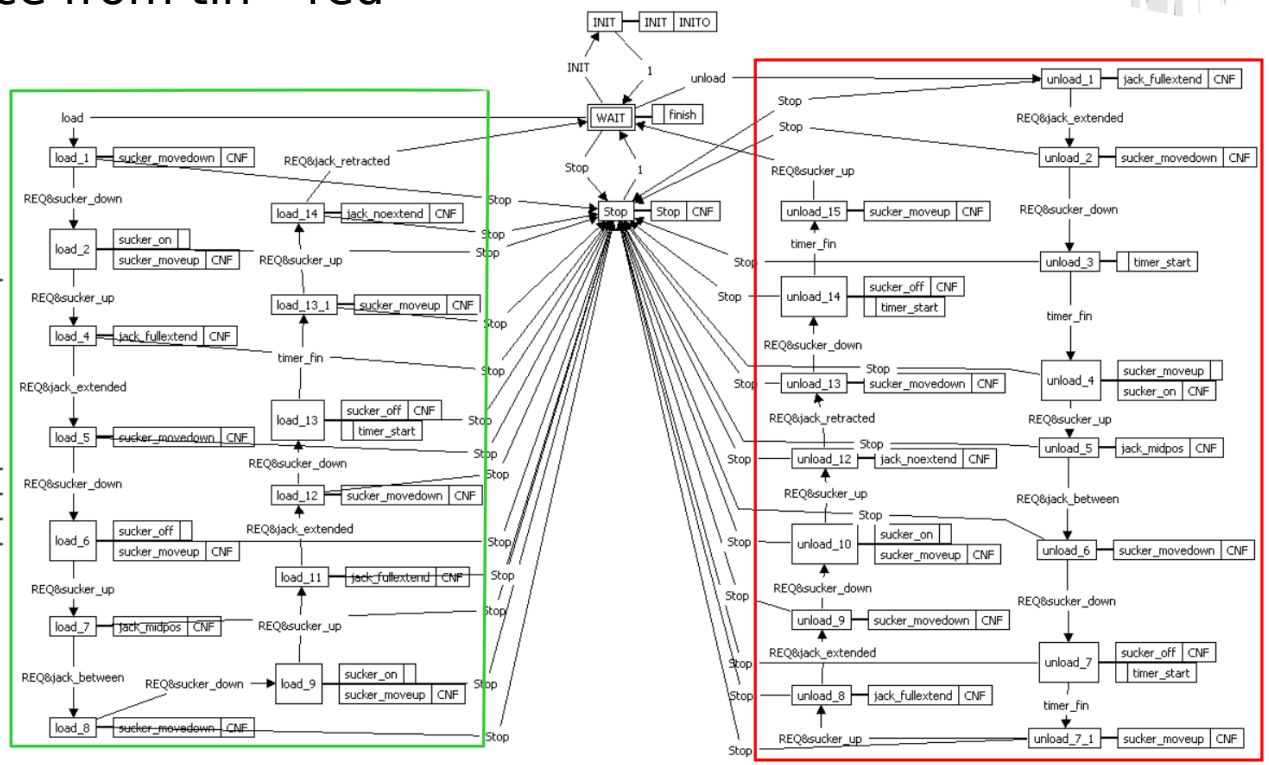 ce from tin - red
INIT
INIT
INITO
INIT
1
unload
WAIT
finish
Stop
1
Stop
Stop
CNF
load
load_1
sucker_movedown
CNF
REQ&sucker_down
Stop
load_2
sucker_on
sucker_moveup
CNF
Stop
REQ&sucker_up
load_4
jack_fullextend
CNF
Stop
REQ&jack_extended
load_5
sucker_movedown
CNF
Stop
REQ&sucker_down
load_6
sucker_off
sucker_moveup
CNF
Stop
REQ&sucker_up
load_7
jack_midpos
CNF
Stop
REQ&jack_between
load_8
sucker_movedown
CNF
Stop
REQ&sucker_down
load_9
sucker_on
sucker_moveup
CNF
Stop
REQ&sucker_up
load_11
jack_fullextend
CNF
Stop
REQ&jack_extended
load_12
sucker_movedown
CNF
Stop
REQ&sucker_down
load_13
sucker_off
CNF
timer_start
Stop
timer_fin
load_13_1
sucker_moveup
CNF
Stop
REQ&sucker_up
load_14
jack_noextend
CNF
Stop
REQ&jack_retracted
unload_1
jack_fullextend
CNF
Stop
REQ&jack_extended
unload_2
sucker_movedown
CNF
Stop
REQ&sucker_down
unload_3
timer_start
Stop
timer_fin
unload_4
sucker_moveup
sucker_on
CNF
Stop
REQ&sucker_up
unload_5
jack_midpos
CNF
Stop
REQ&jack_between
unload_6
sucker_movedown
CNF
Stop
REQ&sucker_down
unload_7
sucker_off
CNF
timer_start
Stop
timer_fin
unload_7_1
sucker_moveup
CNF
Stop
REQ&sucker_up
unload_8
jack_fullextend
CNF
Stop
REQ&jack_extended
unload_9
sucker_movedown
CNF
Stop
REQ&sucker_down
unload_10
sucker_on
sucker_moveup
CNF
Stop
REQ&sucker_up
unload_12
jack_noextend
CNF
Stop
REQ&jack_retracted
unload_13
sucker_movedown
CNF
Stop
REQ&sucker_down
unload_14
sucker_off
CNF
timer_start
Stop
timer_fin
unload_15
sucker_moveup
CNF
REQ&sucker_up